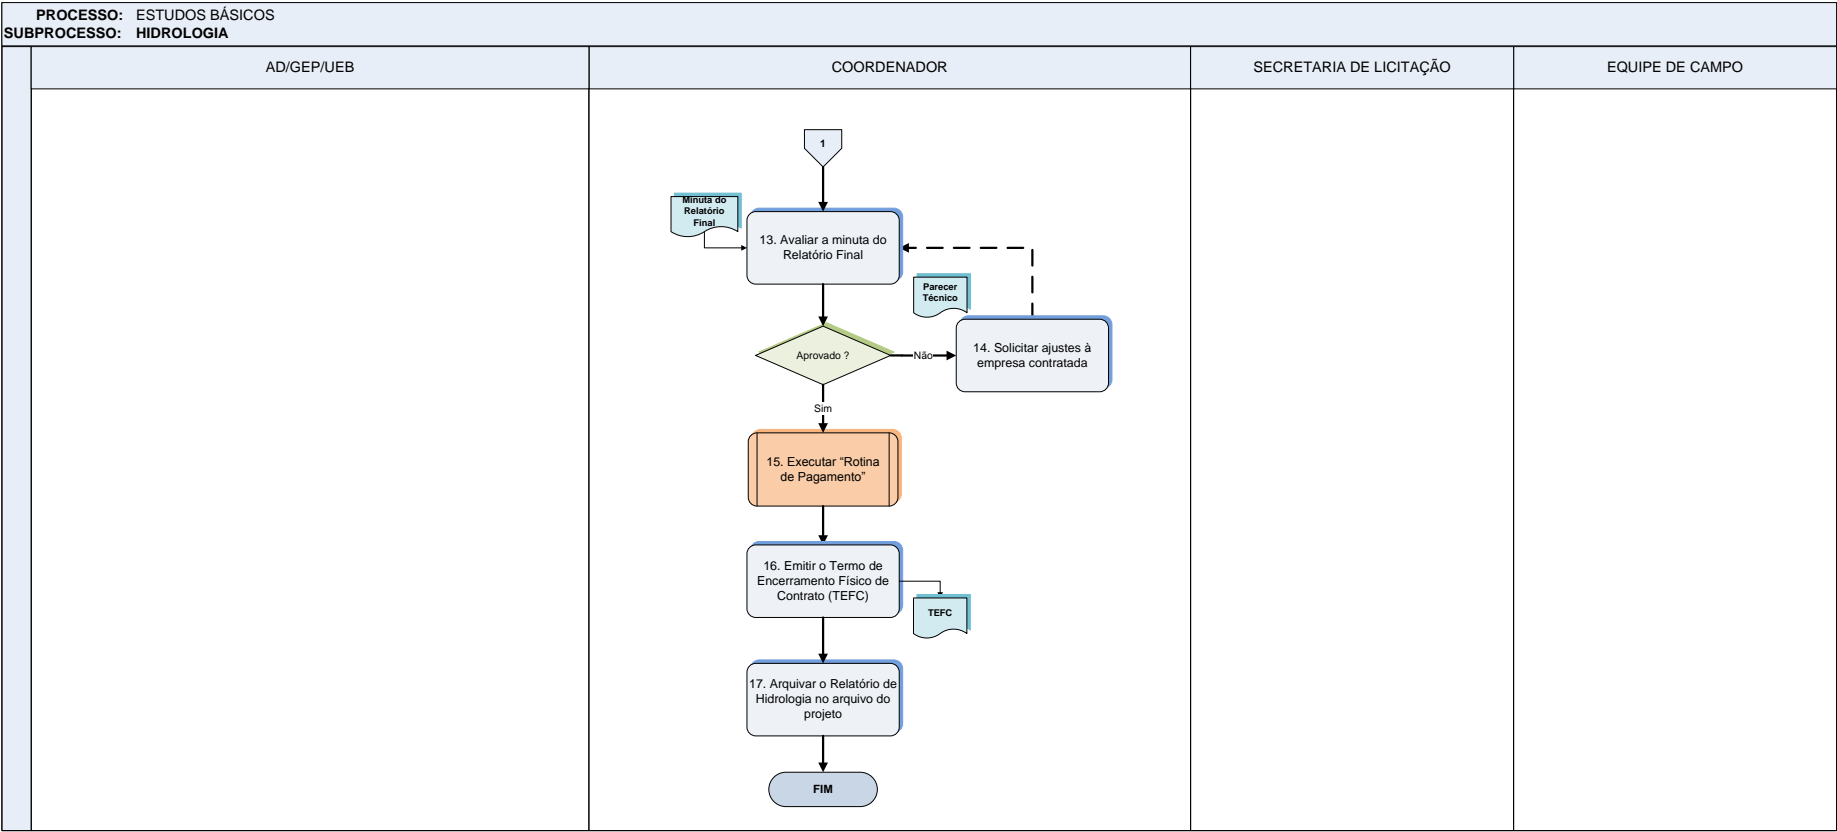 PROCESSO: ESTUDOS BÁSICOS
SUBPROCESSO: HIDROLOGIA
AD/GEP/UEB
COORDENADOR
SECRETARIA DE LICITAÇÃO
EQUIPE DE CAMPO
1
Minuta do
Relatório
Final
13. Avaliar a minuta do
Relatório Final
Parecer
Técnico
Aprovado ?
Não
14. Solicitar ajustes à
empresa contratada
Sim
15. Executar “Rotina
de Pagamento”
16. Emitir o Termo de
Encerramento Físico de
Contrato (TEFC)
TEFC
17. Arquivar o Relatório de
Hidrologia no arquivo do
projeto
FIM